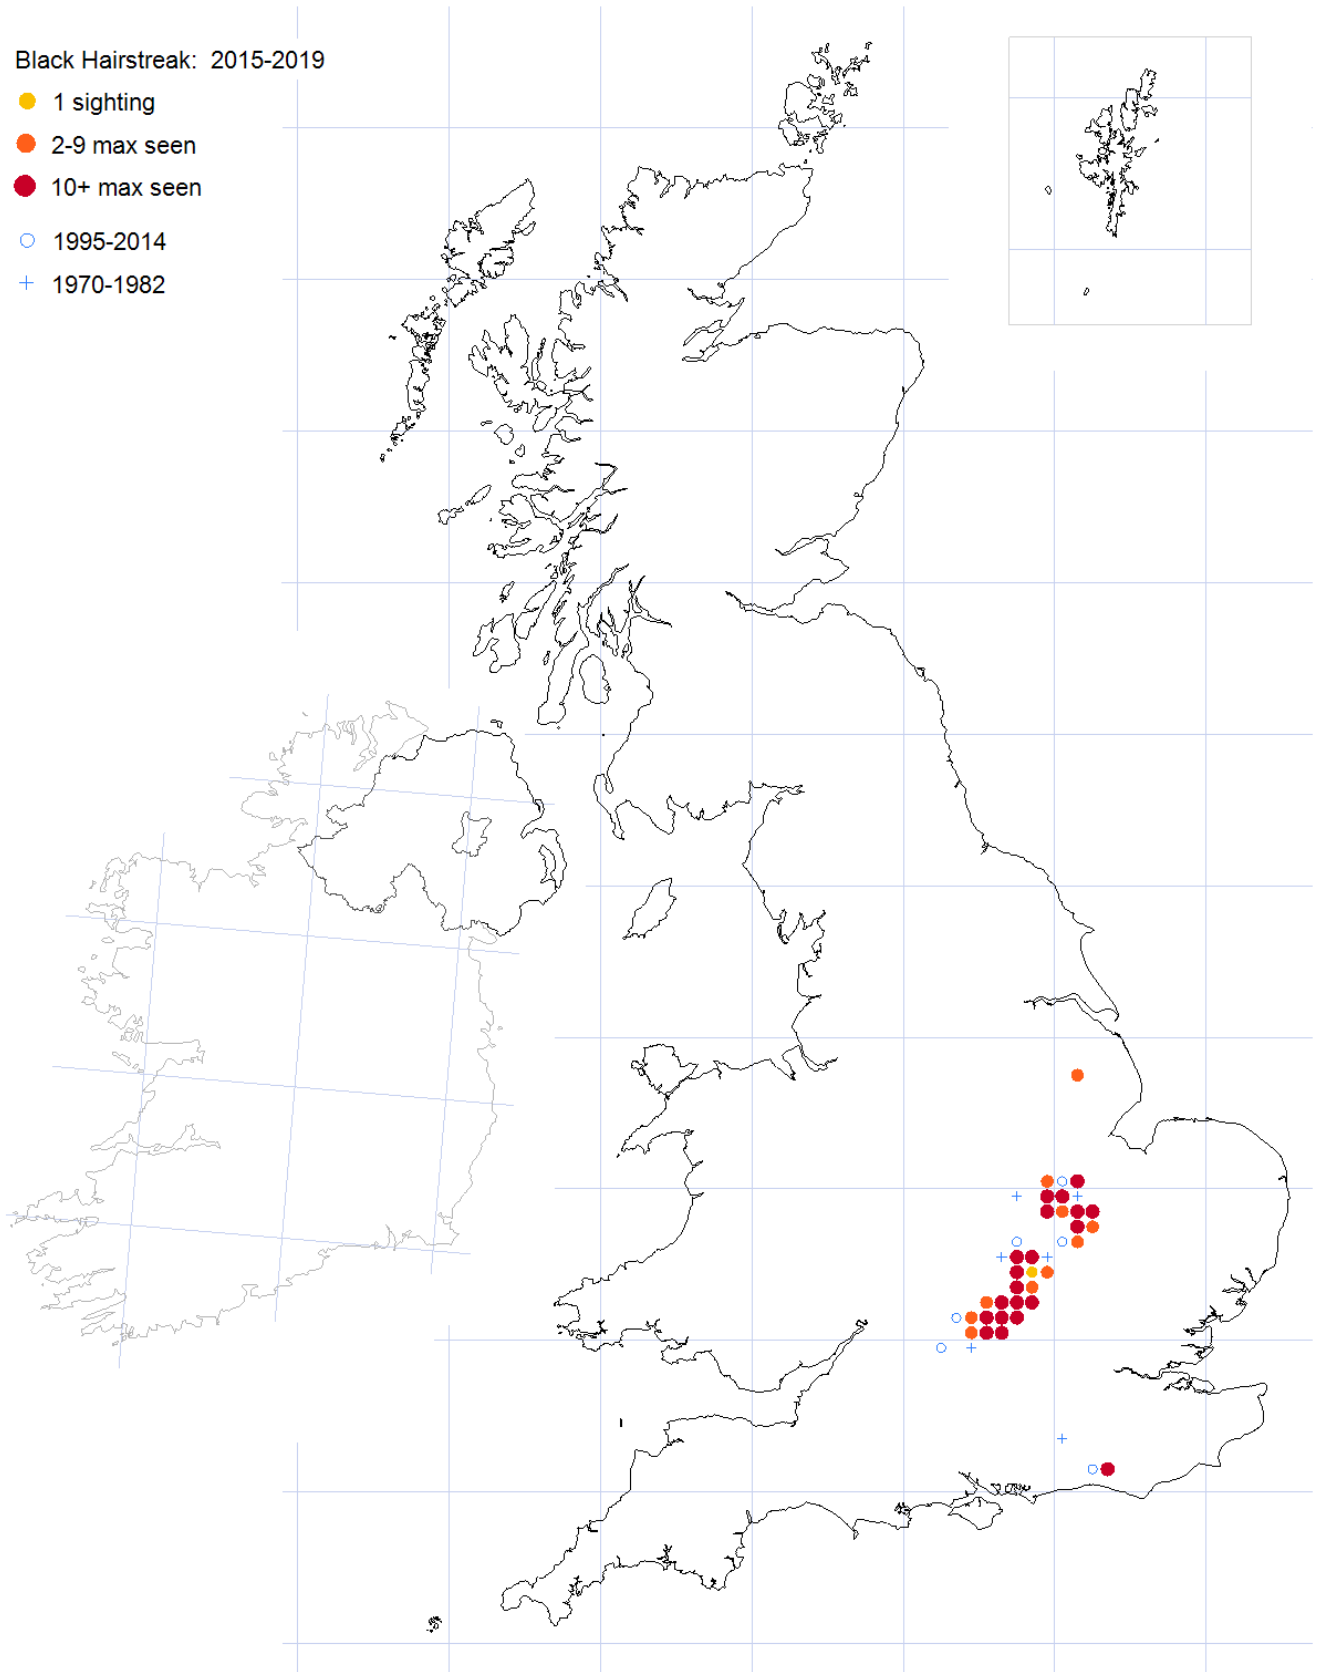 Black Hairstreak: 2015-2019
1 sighting
2-9 max seen
10+ max seen
1995-2014
1970-1982